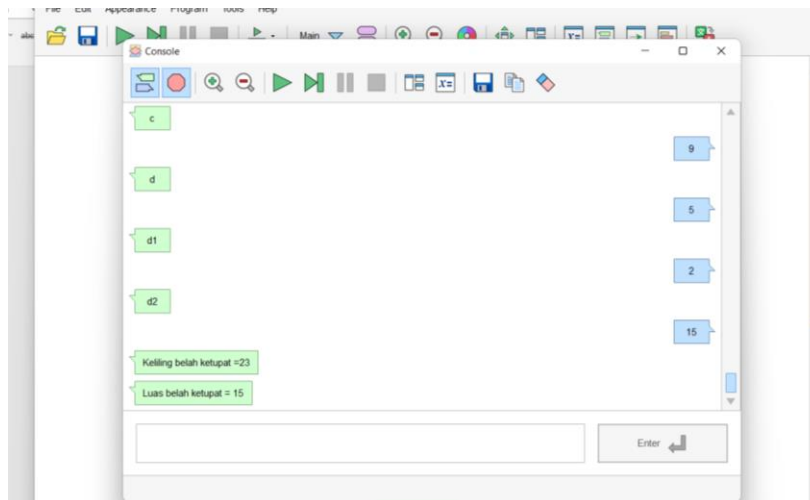 File Edit Appearance Program Tools Help
abc
Main
x=
Console
x=
c
9
d
5
d1
2
d2
15
Keliling belah ketupat =23
Luas belah ketupat = 15
Enter